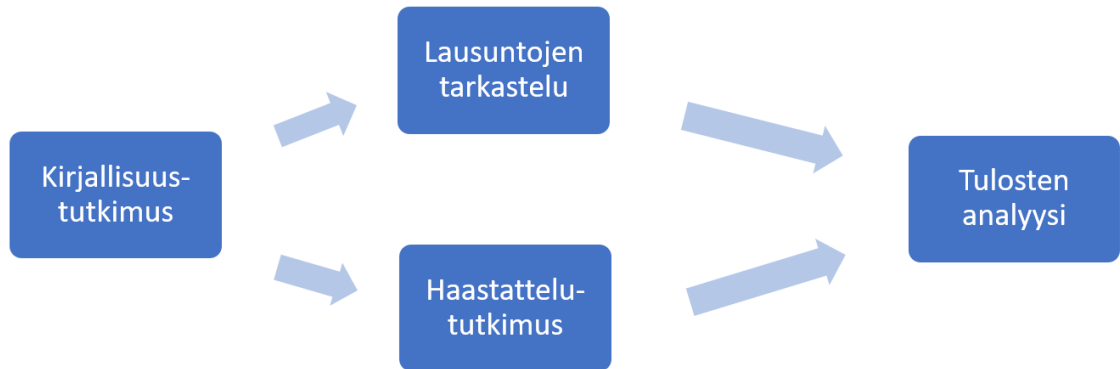 Kirjallisuus-
tutkimus
Lausuntojen
tarkastelu
Haastattelu-
tutkimus
Tulosten
analyysi